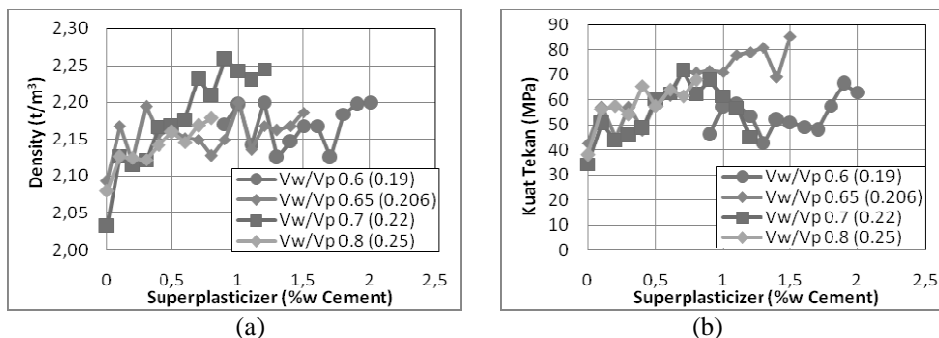 2,30
2,25
2,20
2,15
2,10
2,05
2,00
Density (t/m³)
Vw/Vp 0.6 (0.19)
Vw/Vp 0.65 (0.206)
Vw/Vp 0.7 (0.22)
Vw/Vp 0.8 (0.25)
0 0,5 1 1,5 2 2,5
Superplasticizer (%w Cement)
(a)
90
80
70
60
50
40
30
20
10
0
Kuat Tekan (MPa)
Vw/Vp 0.6 (0.19)
Vw/Vp 0.65 (0.206)
Vw/Vp 0.7 (0.22)
Vw/Vp 0.8 (0.25)
0 0,5 1 1,5 2 2,5
Superplasticizer (%w Cement)
(b)